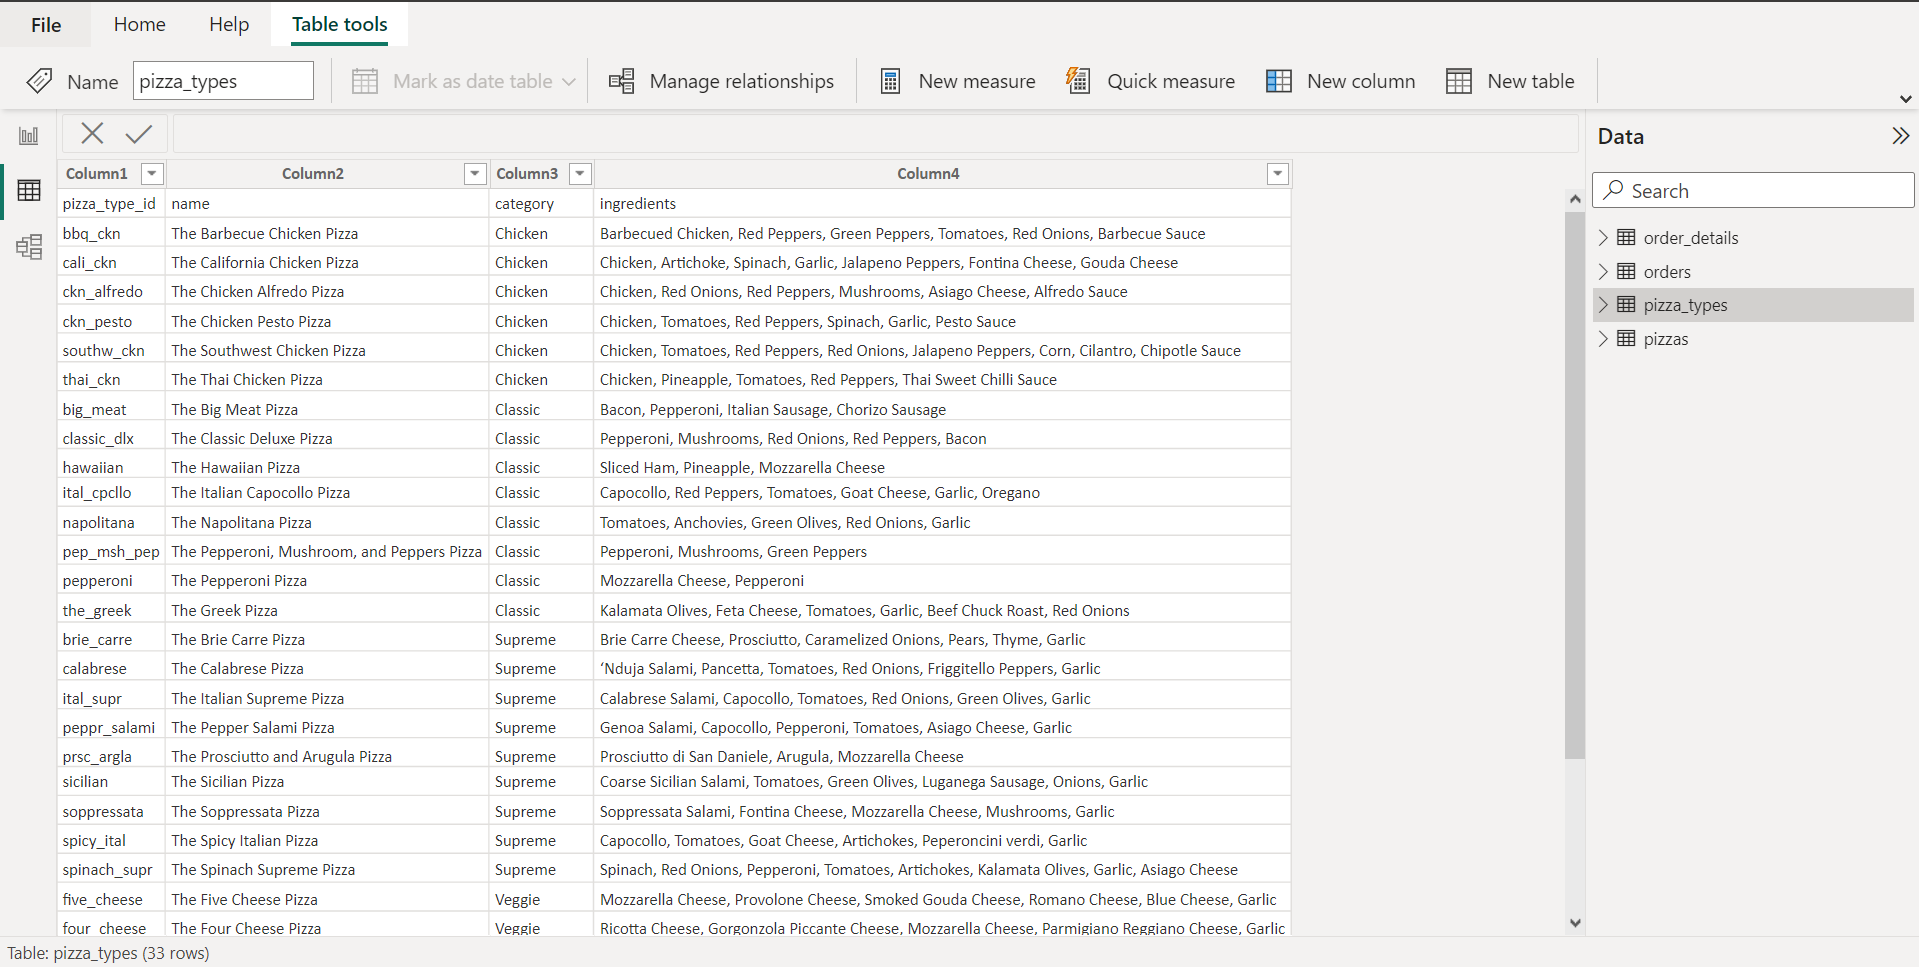 File Home Help Table tools
Name pizza_types Mark as date table Manage relationships New measure Quick measure New column New table
Data
Search
order_details
orders
pizza_types
pizzas
Column1 Column2 Column3 Column4
pizza_type_id name category ingredients
bbq_ckn The Barbecue Chicken Pizza Chicken Barbecued Chicken, Red Peppers, Green Peppers, Tomatoes, Red Onions, Barbecue Sauce
cali_ckn The California Chicken Pizza Chicken Chicken, Artichoke, Spinach, Garlic, Jalapeno Peppers, Fontina Cheese, Gouda Cheese
ckn_alfredo The Chicken Alfredo Pizza Chicken Chicken, Red Onions, Red Peppers, Mushrooms, Asiago Cheese, Alfredo Sauce
ckn_pesto The Chicken Pesto Pizza Chicken Chicken, Tomatoes, Red Peppers, Spinach, Garlic, Pesto Sauce
southw_ckn The Southwest Chicken Pizza Chicken Chicken, Tomatoes, Red Peppers, Red Onions, Jalapeno Peppers, Corn, Cilantro, Chipotle Sauce
thai_ckn The Thai Chicken Pizza Chicken Chicken, Pineapple, Tomatoes, Red Peppers, Thai Sweet Chilli Sauce
big_meat The Big Meat Pizza Classic Bacon, Pepperoni, Italian Sausage, Chorizo Sausage
classic_dlx The Classic Deluxe Pizza Classic Pepperoni, Mushrooms, Red Onions, Red Peppers, Bacon
hawaiian The Hawaiian Pizza Classic Sliced Ham, Pineapple, Mozzarella Cheese
ital_cpcllo The Italian Capocollo Pizza Classic Capocollo, Red Peppers, Tomatoes, Goat Cheese, Garlic, Oregano
napolitana The Napolitana Pizza Classic Tomatoes, Anchovies, Green Olives, Red Onions, Garlic
pep_msh_pep The Pepperoni, Mushroom, and Peppers Pizza Classic Pepperoni, Mushrooms, Green Peppers
pepperoni The Pepperoni Pizza Classic Mozzarella Cheese, Pepperoni
the_greek The Greek Pizza Classic Kalamata Olives, Feta Cheese, Tomatoes, Garlic, Beef Chuck Roast, Red Onions
brie_carre The Brie Carre Pizza Supreme Brie Carre Cheese, Prosciutto, Caramelized Onions, Pears, Thyme, Garlic
calabrese The Calabrese Pizza Supreme ‘Nduja Salami, Pancetta, Tomatoes, Red Onions, Friggitello Peppers, Garlic
ital_supr The Italian Supreme Pizza Supreme Calabrese Salami, Capocollo, Tomatoes, Red Onions, Green Olives, Garlic
peppr_salami The Pepper Salami Pizza Supreme Genoa Salami, Capocollo, Pepperoni, Tomatoes, Asiago Cheese, Garlic
prsc_argla The Prosciutto and Arugula Pizza Supreme Prosciutto di San Daniele, Arugula, Mozzarella Cheese
sicilian The Sicilian Pizza Supreme Coarse Sicilian Salami, Tomatoes, Green Olives, Luganega Sausage, Onions, Garlic
soppressata The Soppressata Pizza Supreme Soppressata Salami, Fontina Cheese, Mozzarella Cheese, Mushrooms, Garlic
spicy_ital The Spicy Italian Pizza Supreme Capocollo, Tomatoes, Goat Cheese, Artichokes, Peperoncini verdi, Garlic
spinach_supr The Spinach Supreme Pizza Supreme Spinach, Red Onions, Pepperoni, Tomatoes, Artichokes, Kalamata Olives, Garlic, Asiago Cheese
five_cheese The Five Cheese Pizza Veggie Mozzarella Cheese, Provolone Cheese, Smoked Gouda Cheese, Romano Cheese, Blue Cheese, Garlic
four_cheese The Four Cheese Pizza Veggie Ricotta Cheese, Gorgonzola Piccante Cheese, Mozzarella Cheese, Parmigiano Reggiano Cheese, Garlic
Table: pizza_types (33 rows)